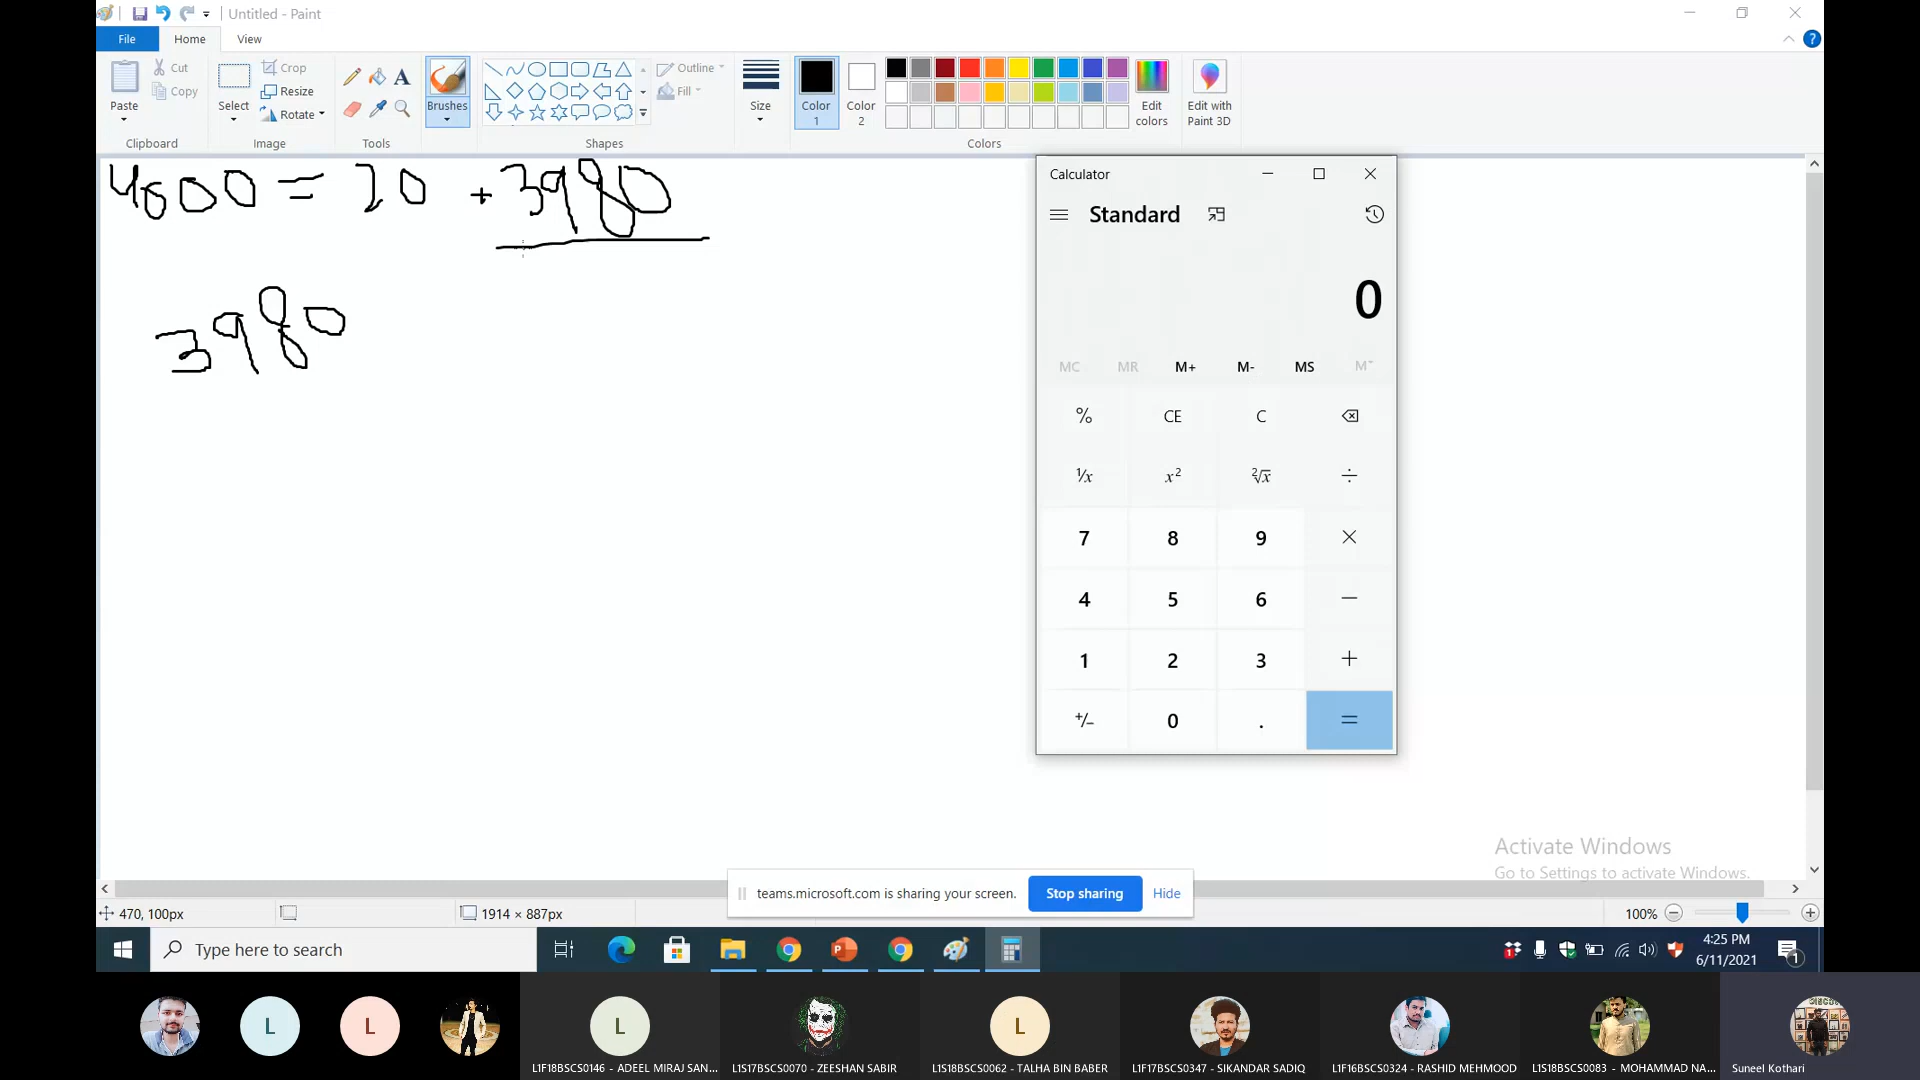 Untitled - Paint
File Home View
Paste Cut Copy Clipboard
Select Crop Resize Rotate Image
Tools
Brushes
Outline Fill Shapes
Size
Color 1 Color 2 Edit colors Colors
Edit with Paint 3D
4000 = 20 + 3980
3980
Calculator
Standard
0
MC MR M+ M- MS M˅
% CE C
¹/x x² ²√x ÷
7 8 9 ×
4 5 6 −
1 2 3 +
+/− 0 . =
Activate Windows
Go to Settings to activate Windows.
teams.microsoft.com is sharing your screen. Stop sharing Hide
470, 100px 1914 × 887px 100%
Type here to search
4:25 PM
6/11/2021
1
L L L L
L1F18BSCS0146 - ADEEL MIRAJ SAN... L1S17BSCS0070 - ZEESHAN SABIR L1S18BSCS0062 - TALHA BIN BABER L1F17BSCS0347 - SIKANDAR SADIQ L1F16BSCS0324 - RASHID MEHMOOD L1S18BSCS0083 - MOHAMMAD NA... Suneel Kothari